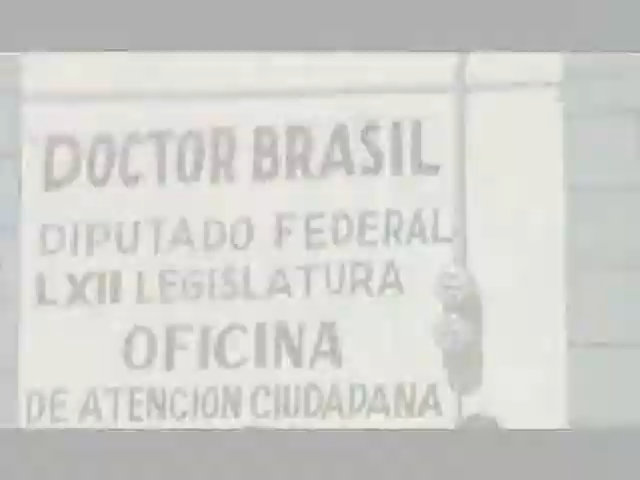 DOCTOR BRASIL
DIPUTADO FEDERAL
LXII LEGISLATURA
OFICINA
DE ATENCION CIUDADANA